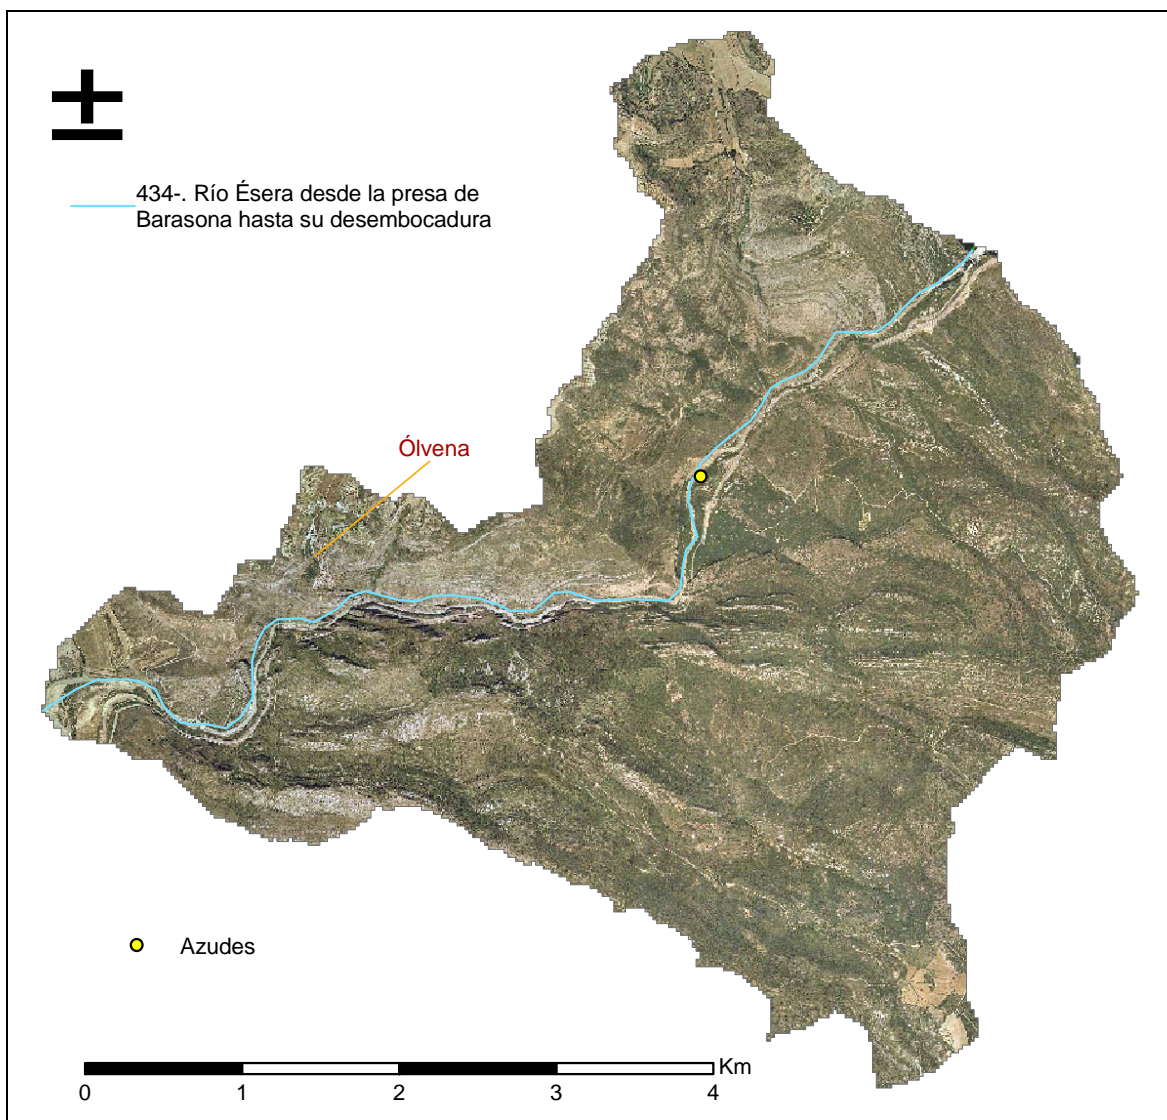 434-. Río Ésera desde la presa de
Barasona hasta su desembocadura
Ólvena
Azudes
Km
0 1 2 3 4